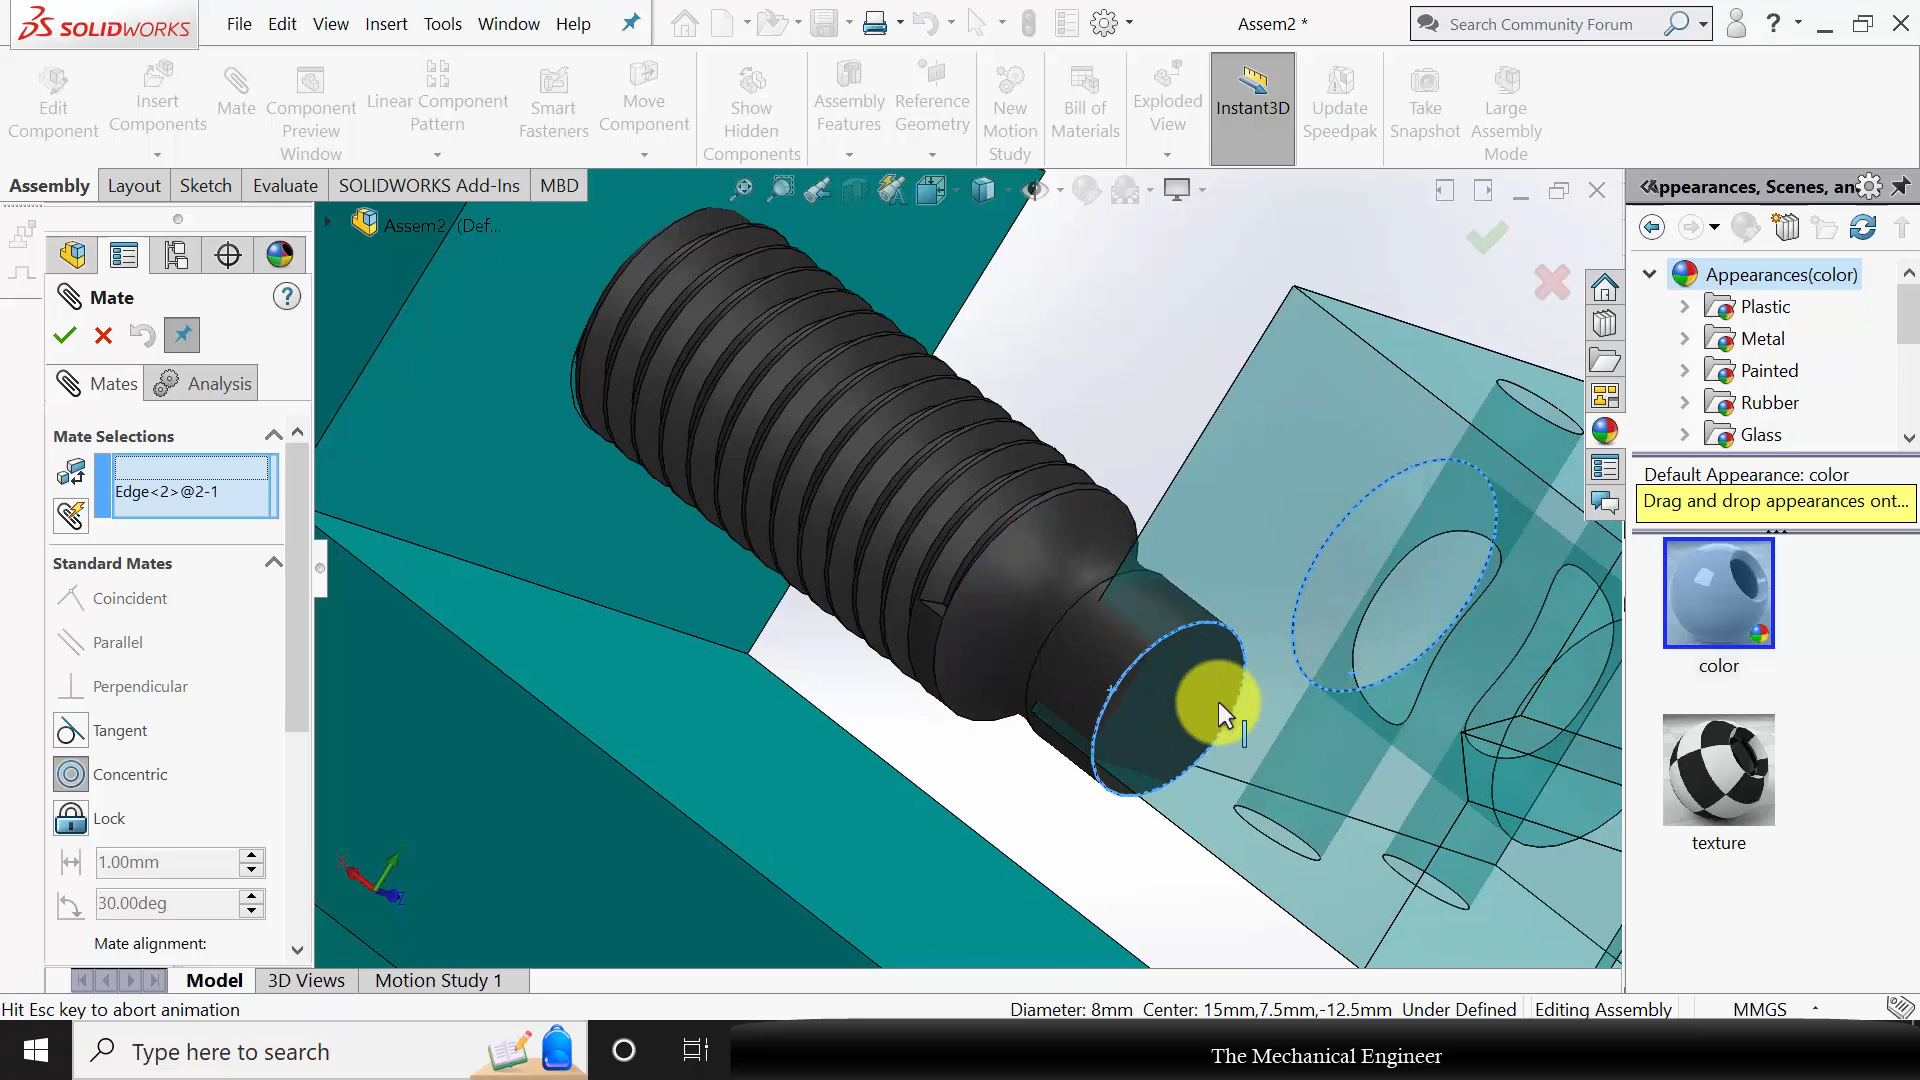 SOLIDWORKS
File Edit View Insert Tools Window Help
Assem2 *
Search Community Forum
Edit Component
Insert Components
Mate
Component Preview Window
Linear Component Pattern
Smart Fasteners
Move Component
Show Hidden Components
Assembly Features
Reference Geometry
New Motion Study
Bill of Materials
Exploded View
Instant3D
Update Speedpak
Take Snapshot
Large Assembly Mode
Assembly Layout Sketch Evaluate SOLIDWORKS Add-Ins MBD
Assem2 (Def...
Mate
Mates Analysis
Mate Selections
Edge<2>@2-1
Standard Mates
Coincident
Parallel
Perpendicular
Tangent
Concentric
Lock
1.00mm
30.00deg
Mate alignment:
Appearances, Scenes, an
Appearances(color)
Plastic
Metal
Painted
Rubber
Glass
Default Appearance: color
Drag and drop appearances ont...
color
texture
Model 3D Views Motion Study 1
Hit Esc key to abort animation
Diameter: 8mm Center: 15mm,7.5mm,-12.5mm Under Defined Editing Assembly MMGS
Type here to search
The Mechanical Engineer